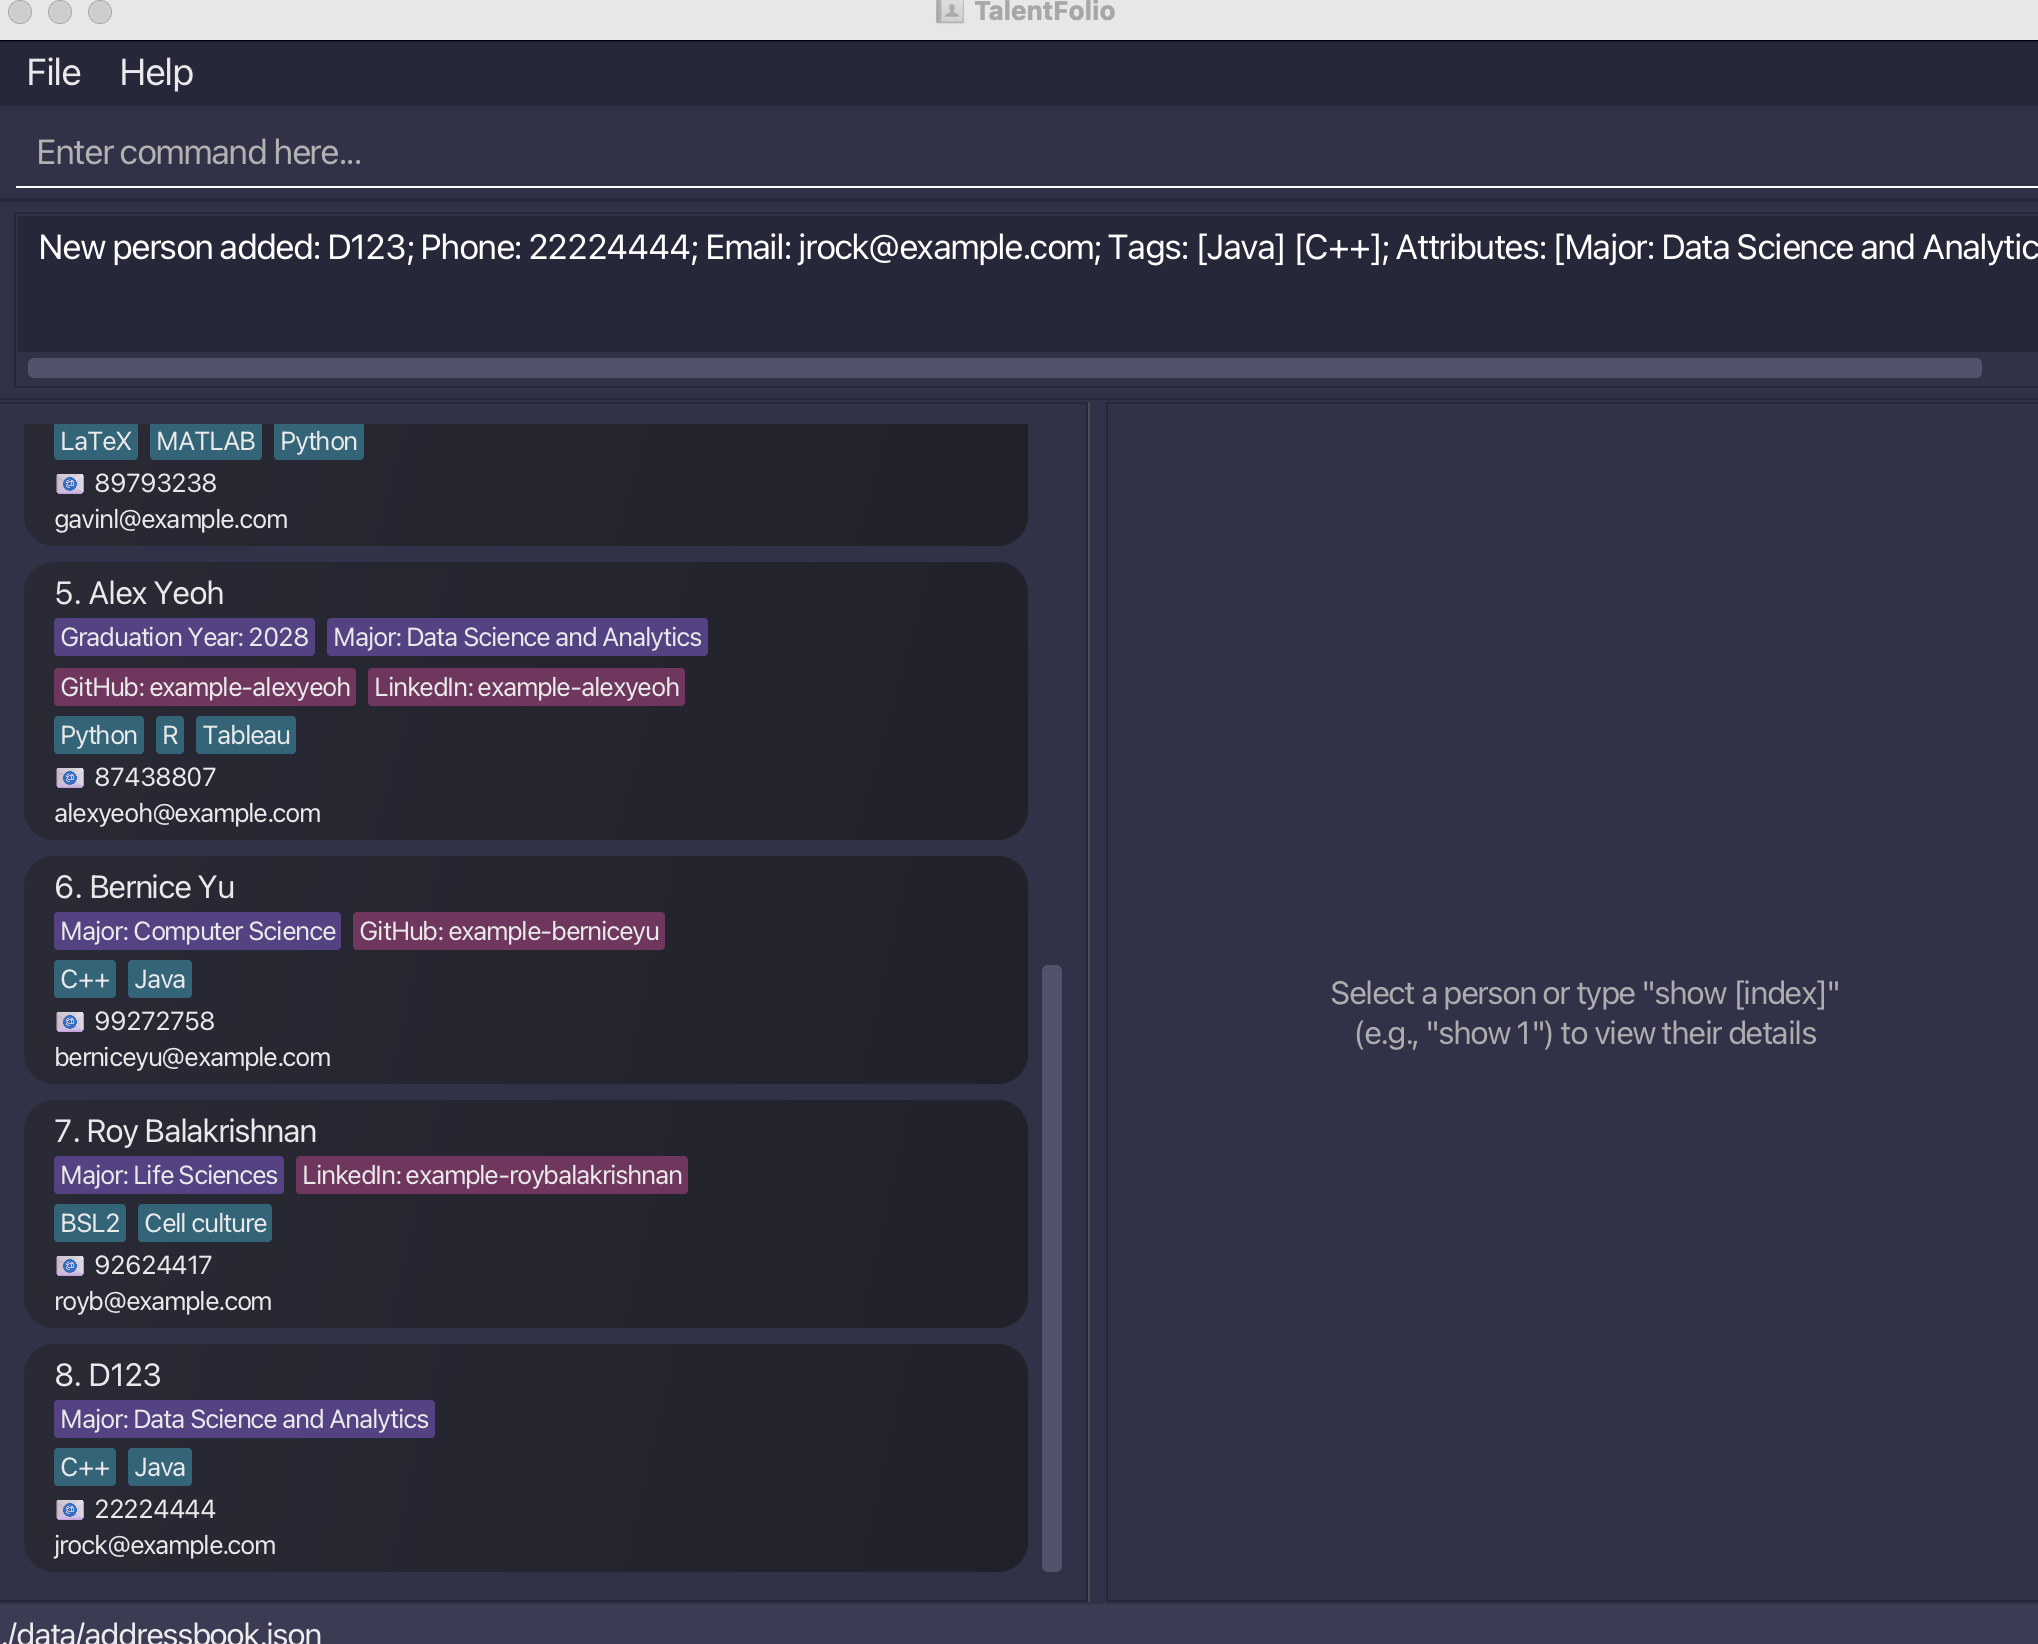 TalentFolio
File Help
Enter command here...
New person added: D123; Phone: 22224444; Email: jrock@example.com; Tags: [Java] [C++]; Attributes: [Major: Data Science and Analytic
LaTeX MATLAB Python
89793238
gavinl@example.com
5. Alex Yeoh
Graduation Year: 2028 Major: Data Science and Analytics
GitHub: example-alexyeoh LinkedIn: example-alexyeoh
Python R Tableau
87438807
alexyeoh@example.com
6. Bernice Yu
Major: Computer Science GitHub: example-berniceyu
C++ Java
99272758
berniceyu@example.com
7. Roy Balakrishnan
Major: Life Sciences LinkedIn: example-roybalakrishnan
BSL2 Cell culture
92624417
royb@example.com
8. D123
Major: Data Science and Analytics
C++ Java
22224444
jrock@example.com
Select a person or type "show [index]"
(e.g., "show 1") to view their details
./data/addressbook.json